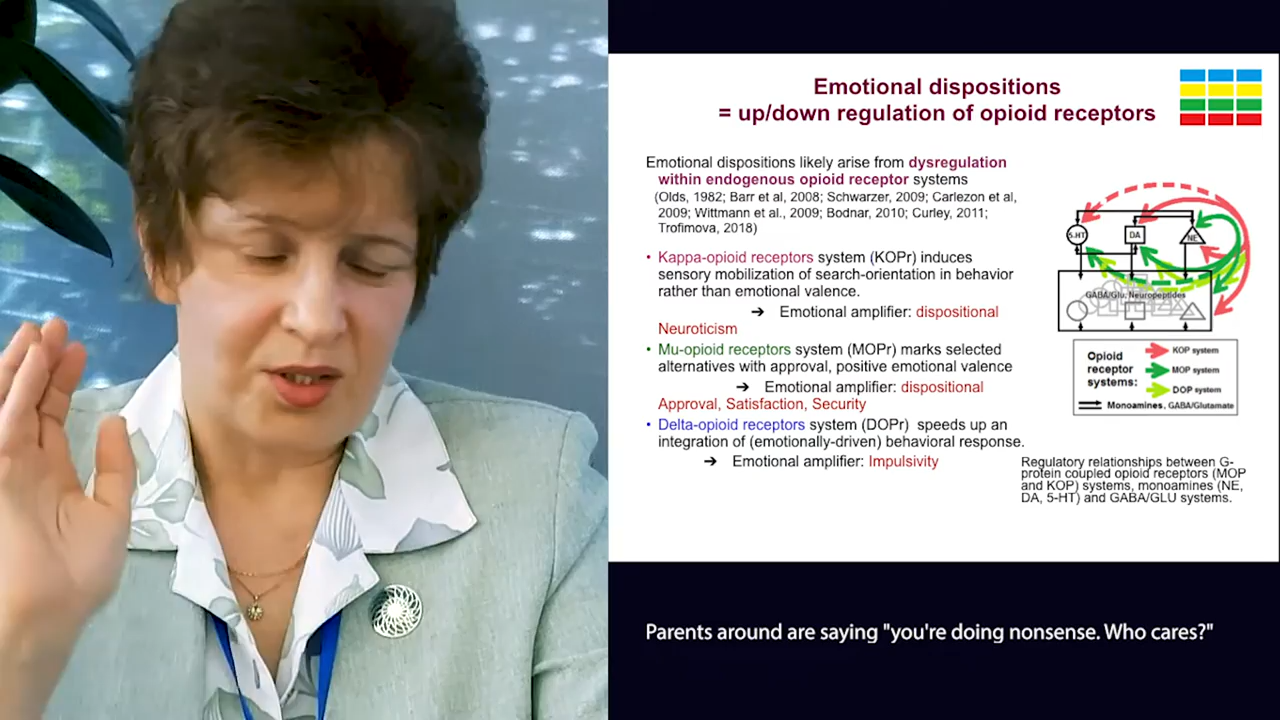 Emotional dispositions
= up/down regulation of opioid receptors
Emotional dispositions likely arise from dysregulation
within endogenous opioid receptor systems
(Olds, 1982; Barr et al, 2008; Schwarzer, 2009; Carlezon et al,
2009; Wittmann et al., 2009; Bodnar, 2010; Curley, 2011;
Trofimova, 2018)
• Kappa-opioid receptors system (KOPr) induces
sensory mobilization of search-orientation in behavior
rather than emotional valence.
➔ Emotional amplifier: dispositional
Neuroticism
• Mu-opioid receptors system (MOPr) marks selected
alternatives with approval, positive emotional valence
➔ Emotional amplifier: dispositional
Approval, Satisfaction, Security
• Delta-opioid receptors system (DOPr) speeds up an
integration of (emotionally-driven) behavioral response.
➔ Emotional amplifier: Impulsivity
5-HT DA NE
GABA/Glu, Neuropeptides
Opioid
receptor
systems:
KOP system
MOP system
DOP system
Monoamines, GABA/Glutamate
Regulatory relationships between G-
protein coupled opioid receptors (MOP
and KOP) systems, monoamines (NE,
DA, 5-HT) and GABA/GLU systems.
Parents around are saying "you're doing nonsense. Who cares?"